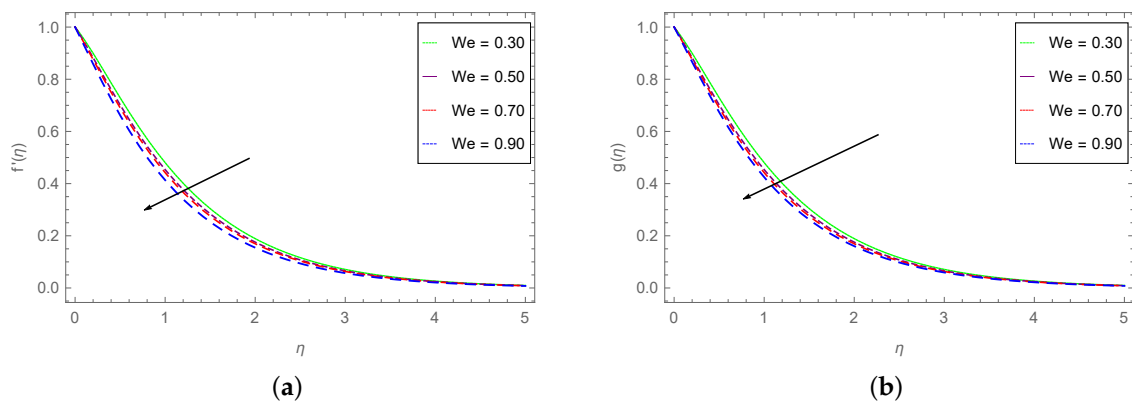 We = 0.30
We = 0.50
We = 0.70
We = 0.90
1.0
0.8
0.6
0.4
0.2
0.0
f'(η)
0 1 2 3 4 5
η
(a)
We = 0.30
We = 0.50
We = 0.70
We = 0.90
1.0
0.8
0.6
0.4
0.2
0.0
g(η)
0 1 2 3 4 5
η
(b)